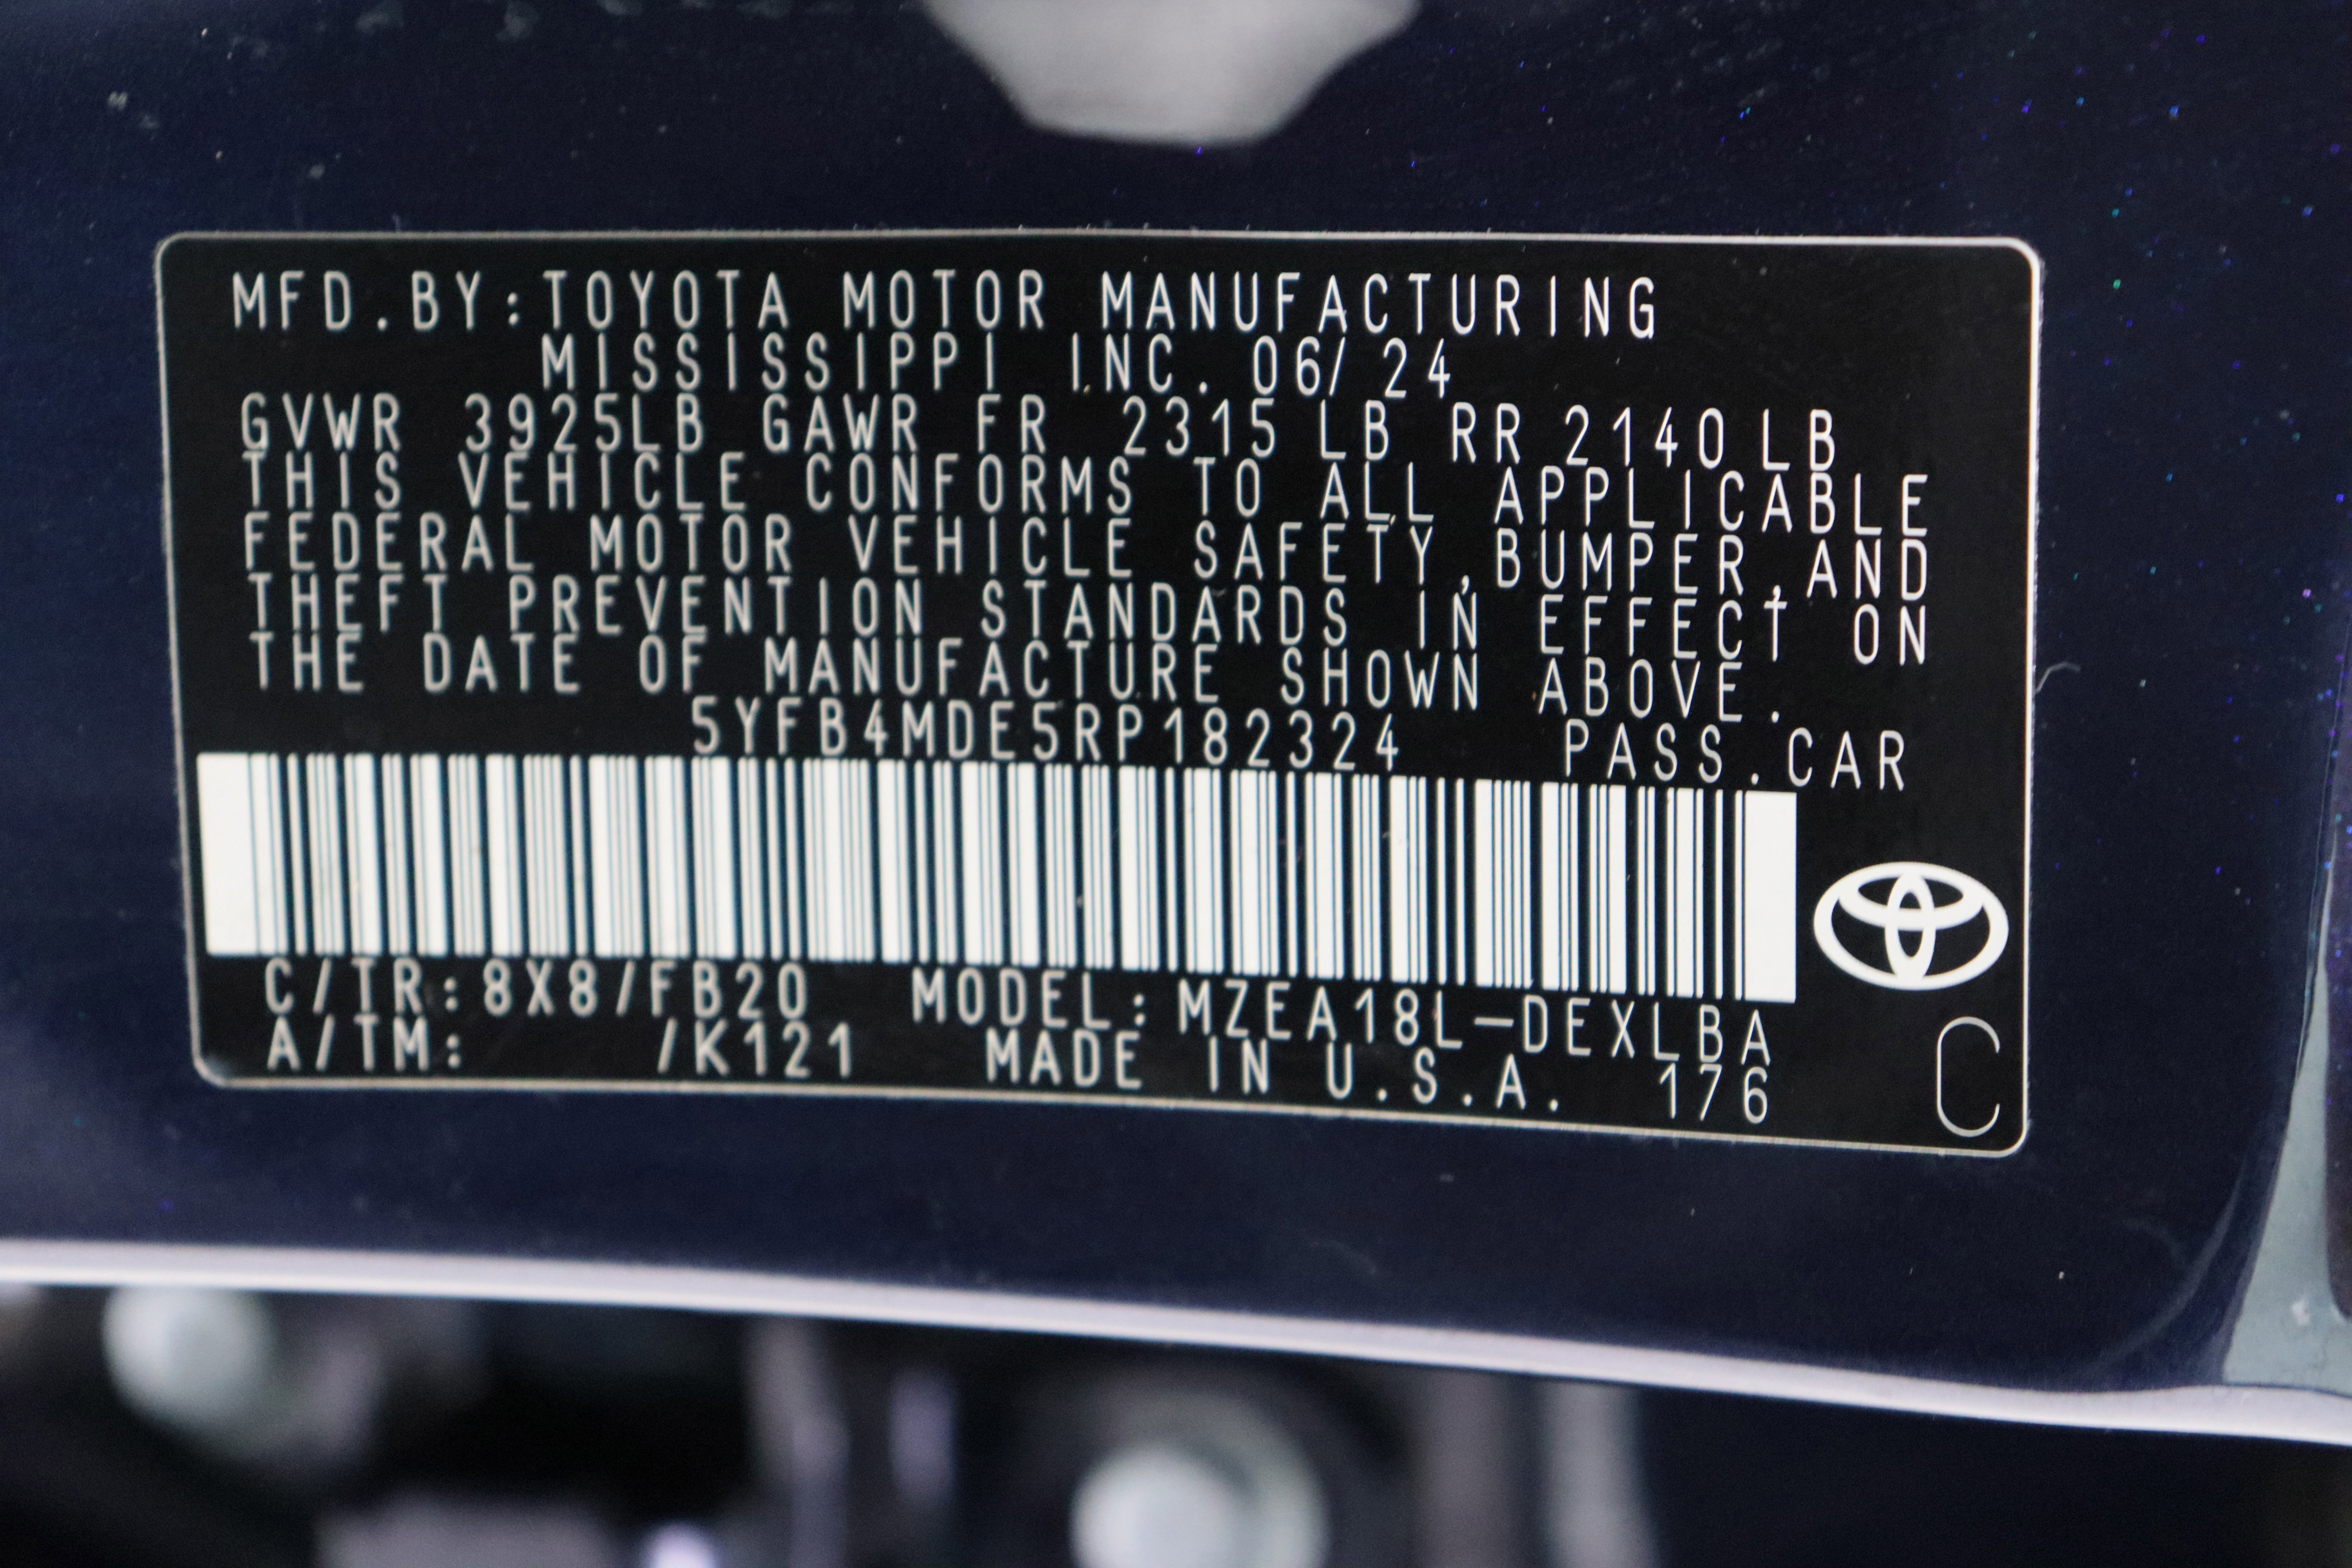 MFD.BY:TOYOTA MOTOR MANUFACTURING
MISSISSIPPI INC. 06/24
GVWR 3925LB GAWR FR 2315LB RR 2140LB
THIS VEHICLE CONFORMS TO ALL APPLICABLE
FEDERAL MOTOR VEHICLE SAFETY,BUMPER,AND
THEFT PREVENTION STANDARDS IN EFFECT ON
THE DATE OF MANUFACTURE SHOWN ABOVE.
5YFB4MDE5RP182324 PASS.CAR
C/TR:8X8/FB20 MODEL:MZEA18L-DEXLBA
A/TM: /K121 MADE IN U.S.A. 176 C